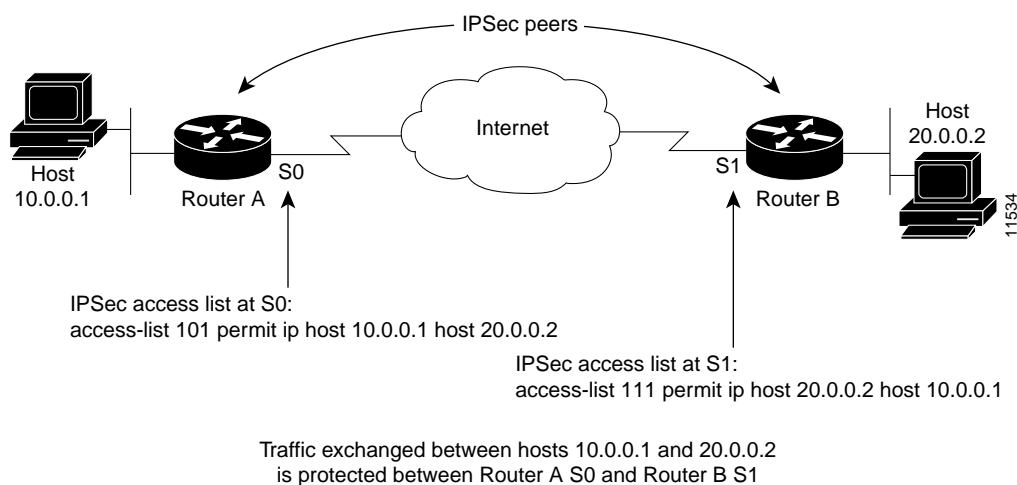 IPSec peers
Internet
Host
10.0.0.1
Router A
S0
S1
Router B
Host
20.0.0.2
11534
IPSec access list at S0:
access-list 101 permit ip host 10.0.0.1 host 20.0.0.2
IPSec access list at S1:
access-list 111 permit ip host 20.0.0.2 host 10.0.0.1
Traffic exchanged between hosts 10.0.0.1 and 20.0.0.2
is protected between Router A S0 and Router B S1